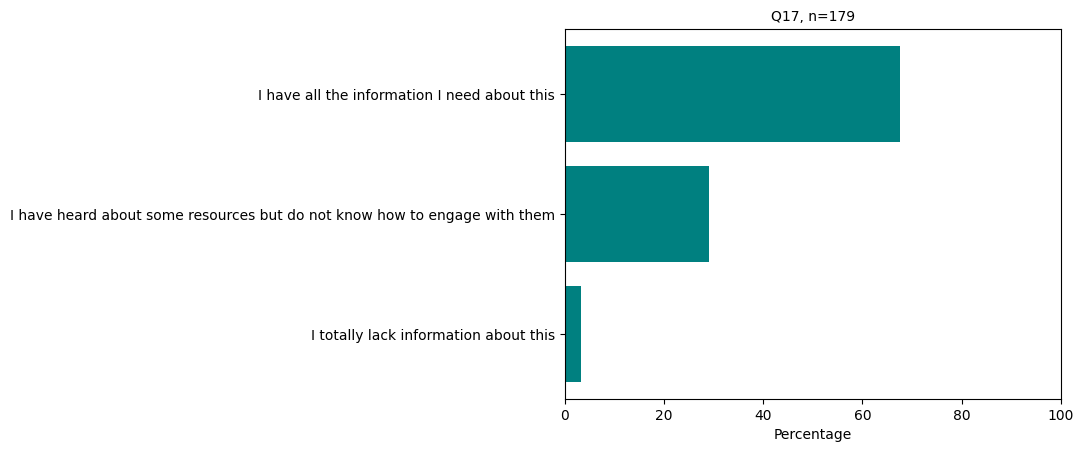 Q17, n=179
I have all the information I need about this
I have heard about some resources but do not know how to engage with them
I totally lack information about this
0 20 40 60 80 100
Percentage